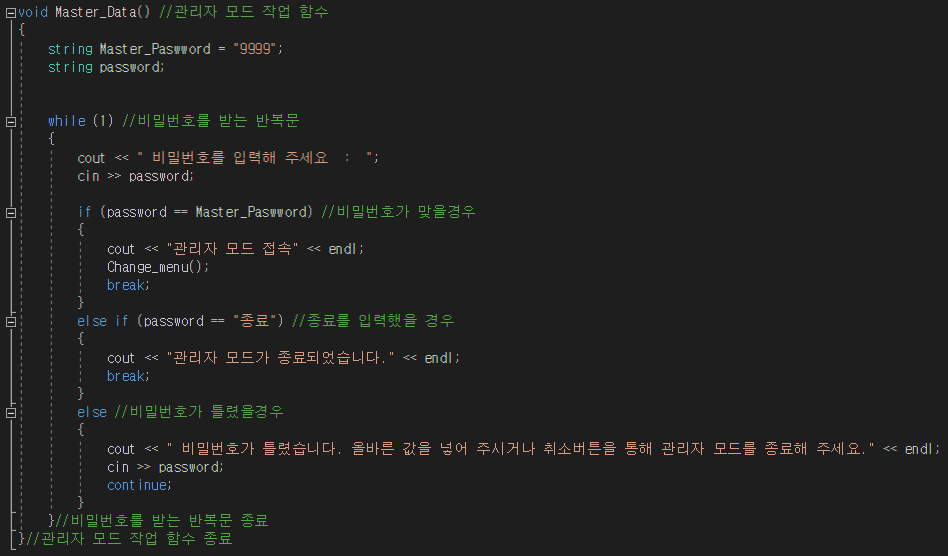 void Master_Data() //관리자 모드 작업 함수
{
string Master_Paswword = "9999";
string password;
while (1) //비밀번호를 받는 반복문
{
cout << " 비밀번호를 입력해 주세요 : ";
cin >> password;
if (password == Master_Paswword) //비밀번호가 맞을경우
{
cout << "관리자 모드 접속" << endl;
Change_menu();
break;
}
else if (password == "종료") //종료를 입력했을 경우
{
cout << "관리자 모드가 종료되었습니다." << endl;
break;
}
else //비밀번호가 틀렸을경우
{
cout << " 비밀번호가 틀렸습니다. 올바른 값을 넣어 주시거나 취소버튼을 통해 관리자 모드를 종료해 주세요." << endl;
cin >> password;
continue;
}
}//비밀번호를 받는 반복문 종료
}//관리자 모드 작업 함수 종료